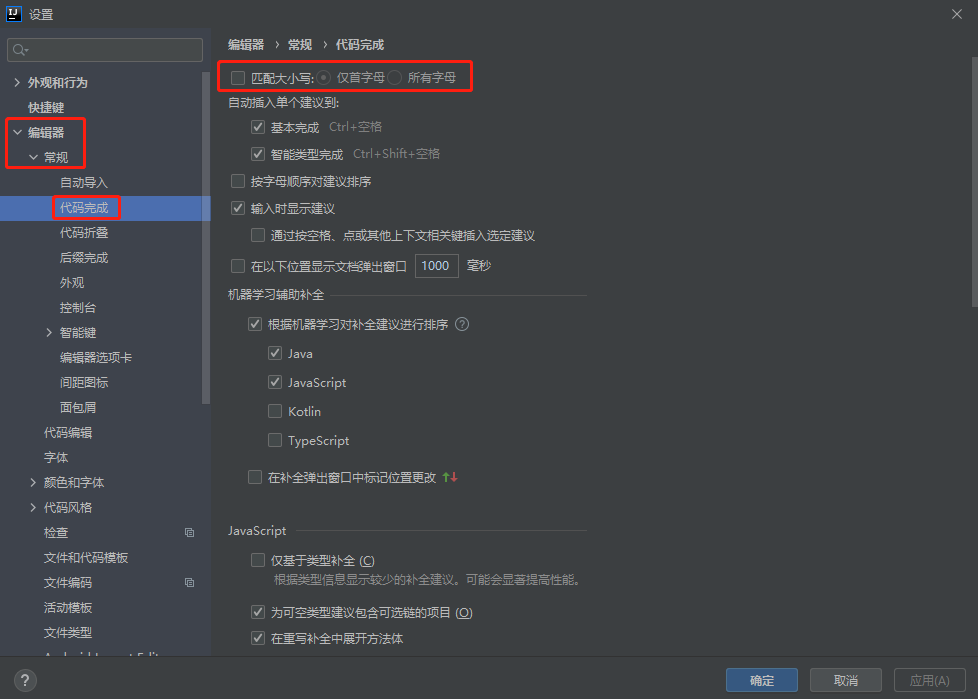 设置
外观和行为
快捷键
编辑器
常规
自动导入
代码完成
代码折叠
后缀完成
外观
控制台
智能键
编辑器选项卡
间距图标
面包屑
代码编辑
字体
颜色和字体
代码风格
检查
文件和代码模板
文件编码
活动模板
文件类型
编辑器 › 常规 › 代码完成
匹配大小写: 仅首字母 所有字母
自动插入单个建议到:
基本完成 Ctrl+空格
智能类型完成 Ctrl+Shift+空格
按字母顺序对建议排序
输入时显示建议
通过按空格、点或其他上下文相关键插入选定建议
在以下位置显示文档弹出窗口 1000 毫秒
机器学习辅助补全
根据机器学习对补全建议进行排序 ?
Java
JavaScript
Kotlin
TypeScript
在补全弹出窗口中标记位置更改
JavaScript
仅基于类型补全 (C)
根据类型信息显示较少的补全建议。可能会显著提高性能。
为可空类型建议包含可选链的项目 (O)
在重写补全中展开方法体
? 确定 取消 应用(A)